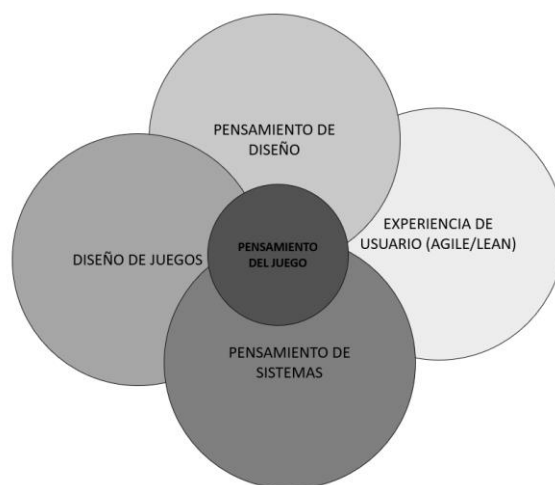 PENSAMIENTO DE
DISEÑO
EXPERIENCIA DE
USUARIO (AGILE/LEAN)
DISEÑO DE JUEGOS
PENSAMIENTO
DEL JUEGO
PENSAMIENTO DE
SISTEMAS